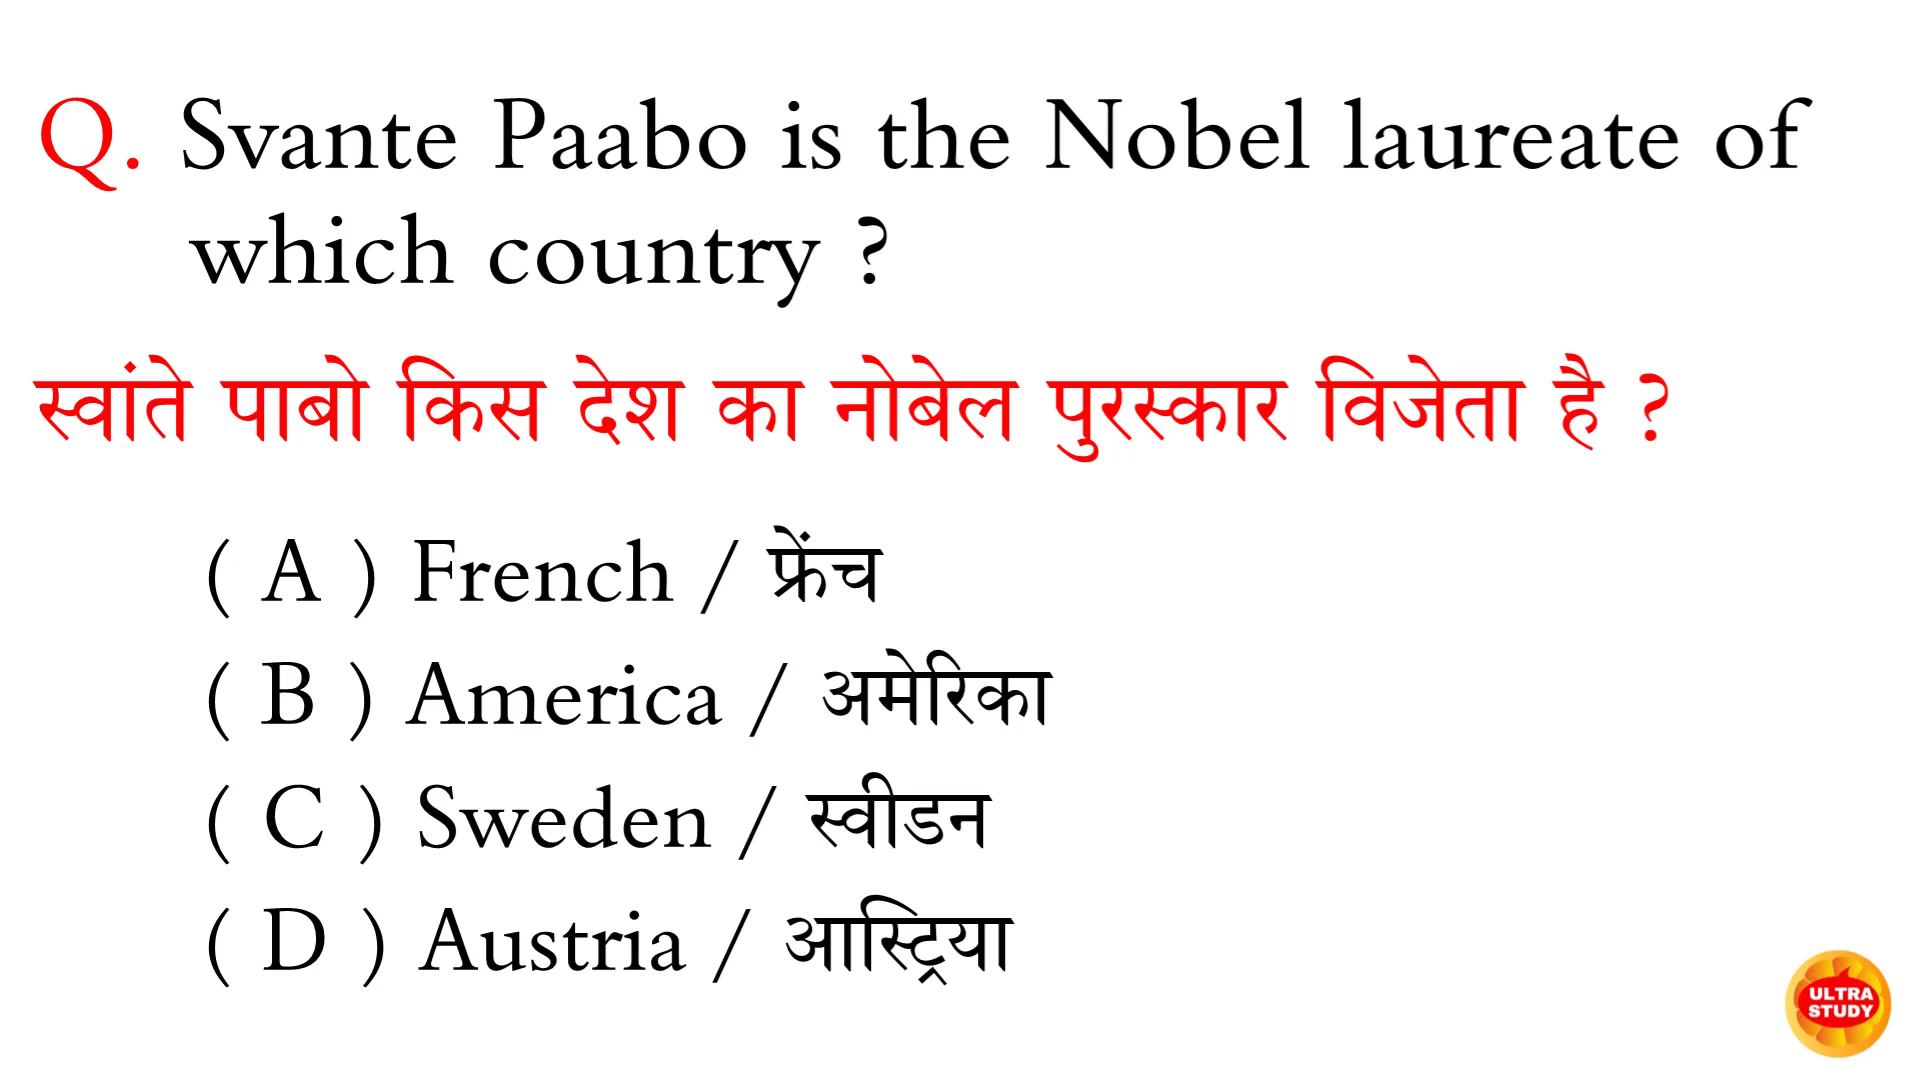 Q. Svante Paabo is the Nobel laureate of
which country ?
स्वांते पाबो किस देश का नोबेल पुरस्कार विजेता है ?
( A ) French / फ्रेंच
( B ) America / अमेरिका
( C ) Sweden / स्वीडन
( D ) Austria / आस्ट्रिया
ULTRA
STUDY